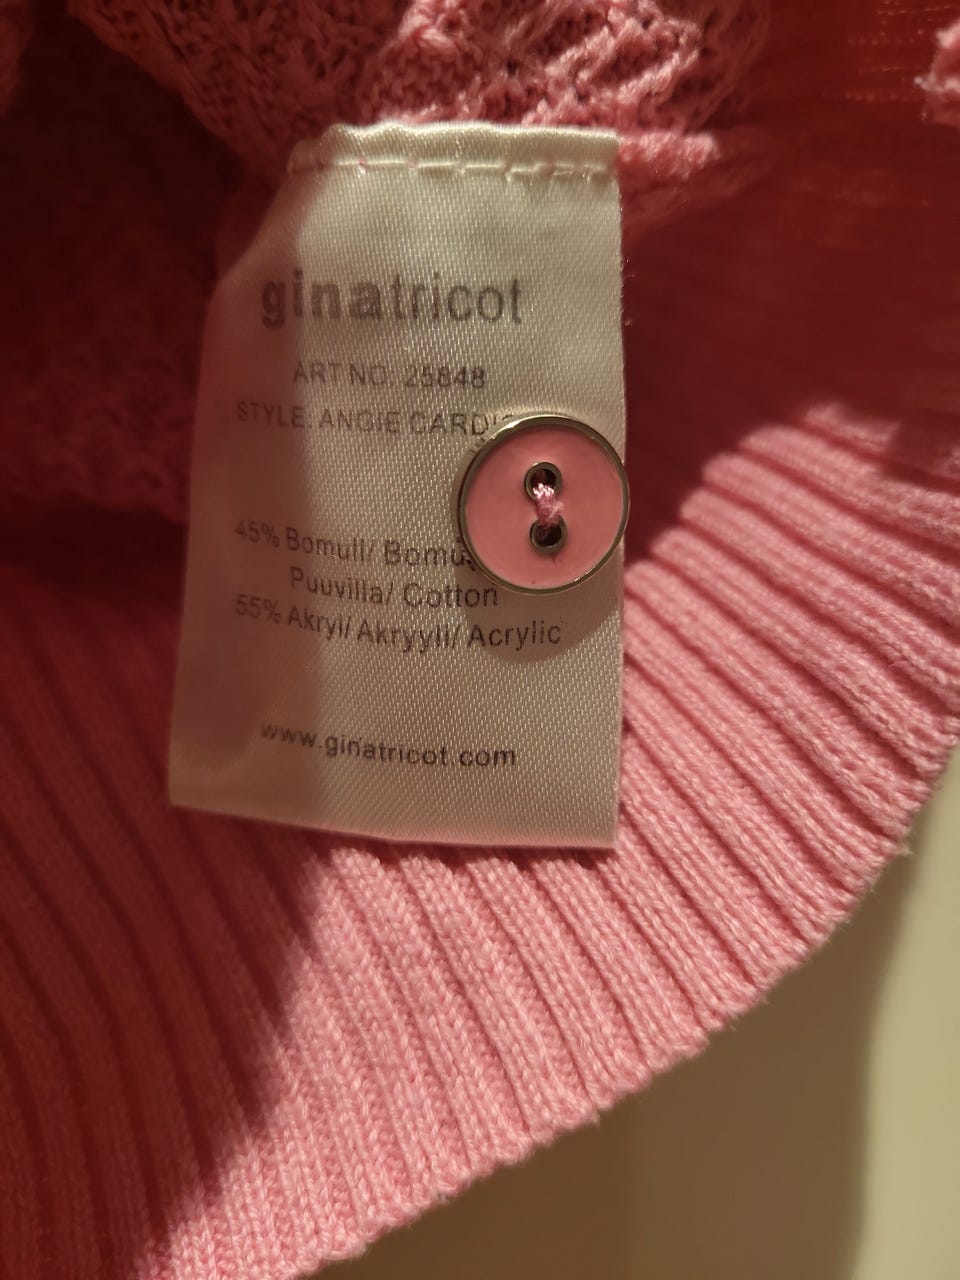 ginatricot
ART NO. 25848
STYLE: ANGIE
45% Bomull/
Puuvilla/ Cotton
55% Akryl/ Akryyli/ Acrylic
www.ginatricot.com